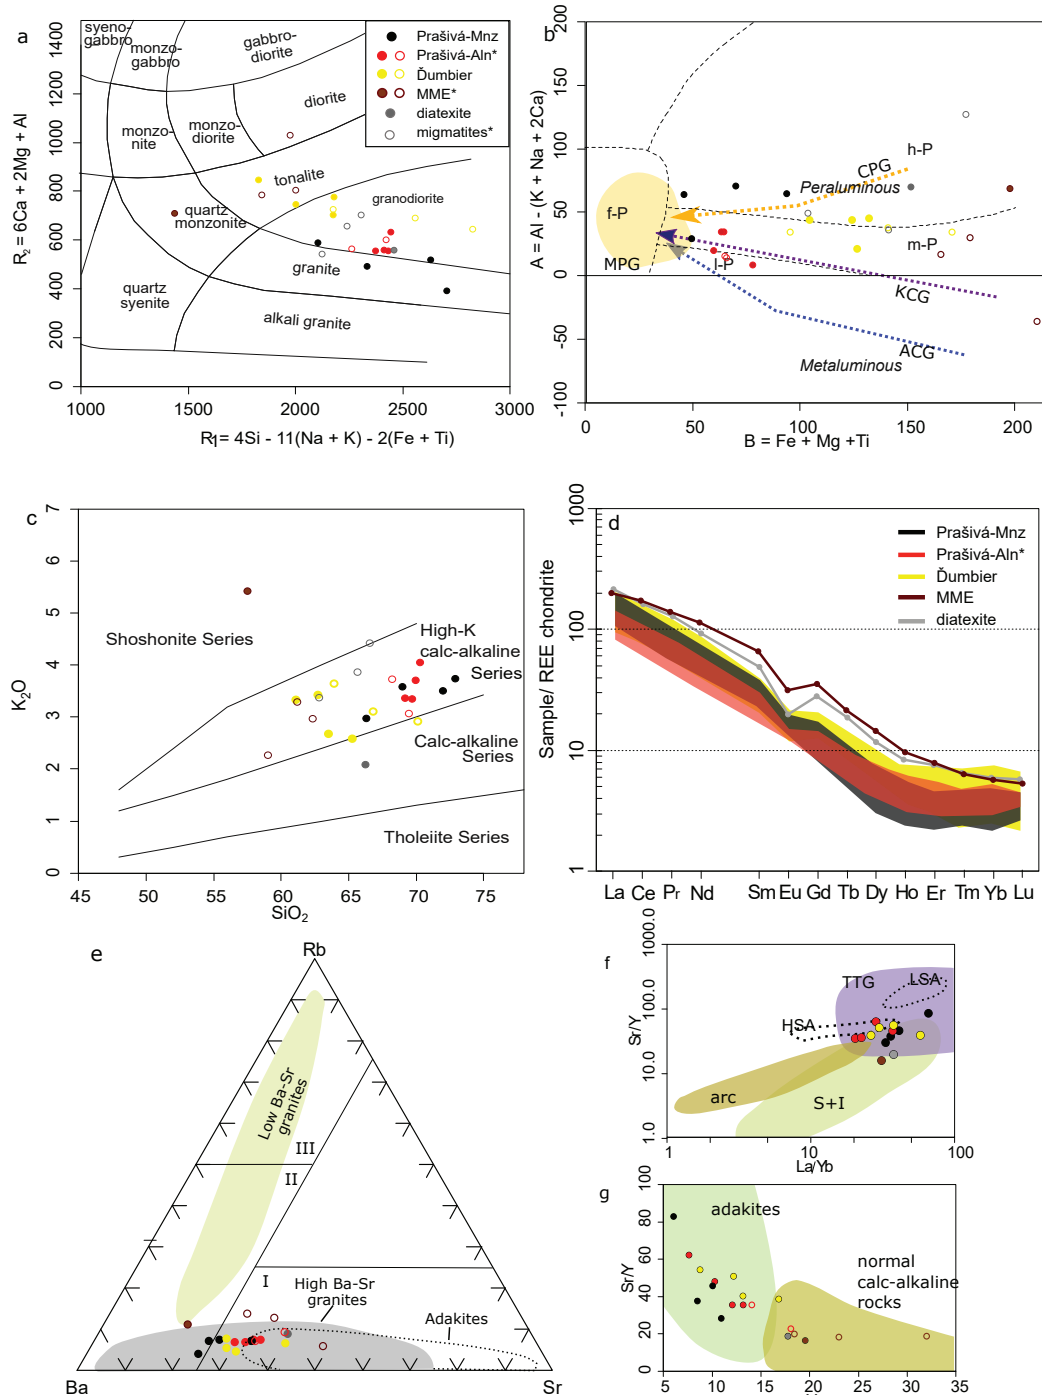 a
syeno-
gabbro
monzo-
gabbro
gabbro-
diorite
diorite
monzo-
nite
monzo-
diorite
tonalite
granodiorite
quartz
monzonite
granite
quartz
syenite
alkali granite
Prašivá-Mnz
Prašivá-Aln*
Ďumbier
MME*
diatexite
migmatites*
R2 = 6Ca + 2Mg + Al
0 200 400 600 800 1000 1200 1400
1000 1500 2000 2500 3000
R1= 4Si - 11(Na + K) - 2(Fe + Ti)
b
A = Al - (K + Na + 2Ca)
-100 -50 0 50 100 150 200
h-P
CPG
Peraluminous
f-P
m-P
MPG
l-P
KCG
ACG
Metaluminous
0 50 100 150 200
B = Fe + Mg +Ti
c
K2O
0 1 2 3 4 5 6 7
Shoshonite Series
High-K
calc-alkaline
Series
Calc-alkaline
Series
Tholeiite Series
45 50 55 60 65 70 75
SiO2
d
Sample/ REE chondrite
1 10 100 1000
Prašivá-Mnz
Prašivá-Aln*
Ďumbier
MME
diatexite
La Ce Pr Nd Sm Eu Gd Tb Dy Ho Er Tm Yb Lu
e
Rb
Low Ba-Sr
granites
III
II
I
High Ba-Sr
granites
Adakites
Ba
Sr
f
Sr/Y
1.0 10.0 100.0 1000.0
TTG
LSA
HSA
arc
S+I
1 10 100
La/Yb
g
Sr/Y
0 20 40 60 80 100
adakites
normal
calc-alkaline
rocks
5 10 15 20 25 30 35